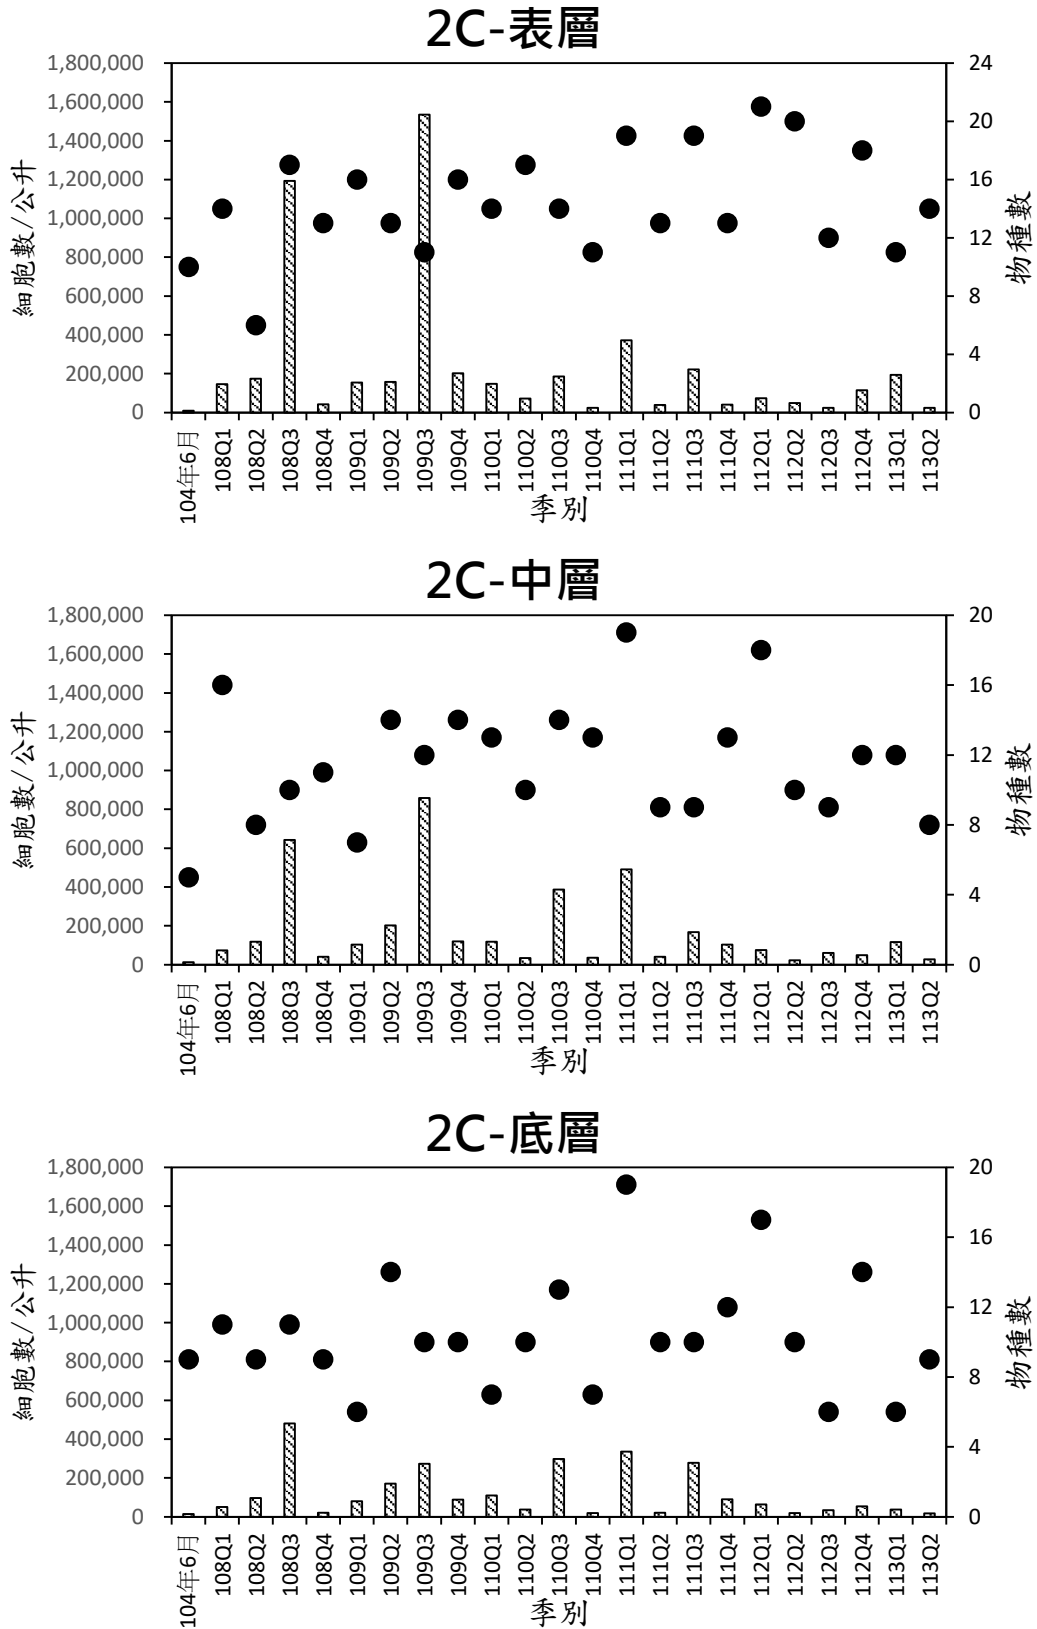 2C-表層
1,800,000
1,600,000
1,400,000
1,200,000
1,000,000
800,000
600,000
400,000
200,000
0
細胞數/公升
24
20
16
12
8
4
0
物種數
104年6月
108Q1
108Q2
108Q3
108Q4
109Q1
109Q2
109Q3
109Q4
110Q1
110Q2
110Q3
110Q4
111Q1
111Q2
111Q3
111Q4
112Q1
112Q2
112Q3
112Q4
113Q1
113Q2
季別
2C-中層
1,800,000
1,600,000
1,400,000
1,200,000
1,000,000
800,000
600,000
400,000
200,000
0
細胞數/公升
20
16
12
8
4
0
物種數
104年6月
108Q1
108Q2
108Q3
108Q4
109Q1
109Q2
109Q3
109Q4
110Q1
110Q2
110Q3
110Q4
111Q1
111Q2
111Q3
111Q4
112Q1
112Q2
112Q3
112Q4
113Q1
113Q2
季別
2C-底層
1,800,000
1,600,000
1,400,000
1,200,000
1,000,000
800,000
600,000
400,000
200,000
0
細胞數/公升
20
16
12
8
4
0
物種數
104年6月
108Q1
108Q2
108Q3
108Q4
109Q1
109Q2
109Q3
109Q4
110Q1
110Q2
110Q3
110Q4
111Q1
111Q2
111Q3
111Q4
112Q1
112Q2
112Q3
112Q4
113Q1
113Q2
季別